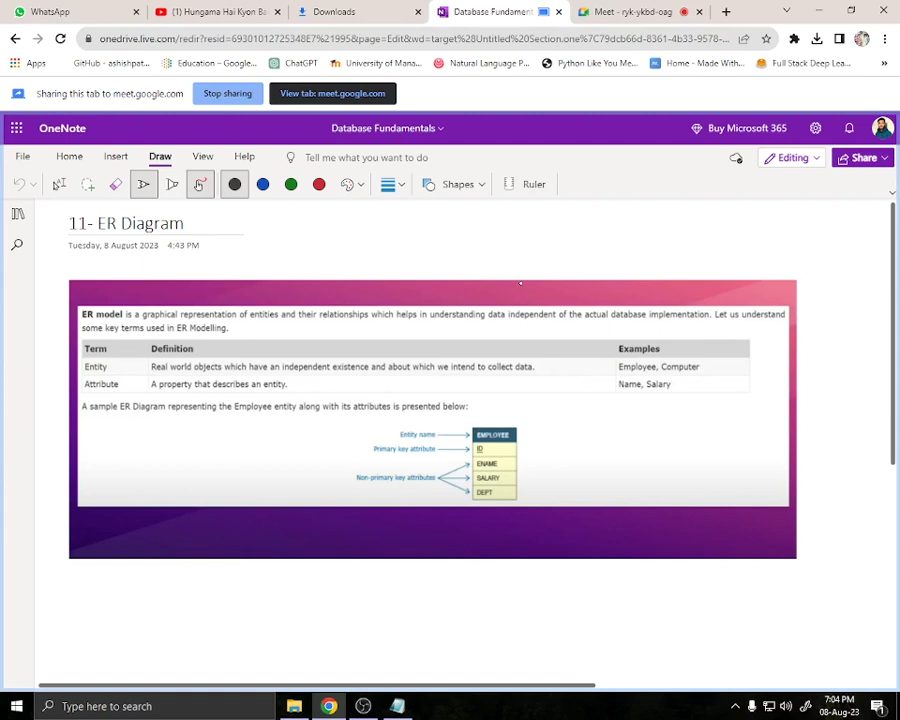 WhatsApp
(1) Hungama Hai Kyon Ba
Downloads
Database Fundamen
Meet - ryk-ykbd-oag
onedrive.live.com/redir?resid=69301012725348E7%21995&page=Edit&wd=target%28Untitled%20Section.one%7C79dcb66d-8361-4b33-9578-...
Apps
GitHub - ashishpat...
Education – Google...
ChatGPT
University of Mana...
Natural Language P...
Python Like You Me...
Home - Made With...
Full Stack Deep Lea...
»
Sharing this tab to meet.google.com
Stop sharing
View tab: meet.google.com
OneNote
Database Fundamentals
Buy Microsoft 365
File
Home
Insert
Draw
View
Help
Tell me what you want to do
Editing
Share
Shapes
Ruler
11- ER Diagram
Tuesday, 8 August 2023 4:43 PM
ER model is a graphical representation of entities and their relationships which helps in understanding data independent of the actual database implementation. Let us understand
some key terms used in ER Modelling.
Term Definition Examples
Entity Real world objects which have an independent existence and about which we intend to collect data. Employee, Computer
Attribute A property that describes an entity. Name, Salary
A sample ER Diagram representing the Employee entity along with its attributes is presented below:
Entity name EMPLOYEE
Primary key attribute ID
ENAME
Non-primary key attributes SALARY
DEPT
Type here to search
7:04 PM
08-Aug-23
1